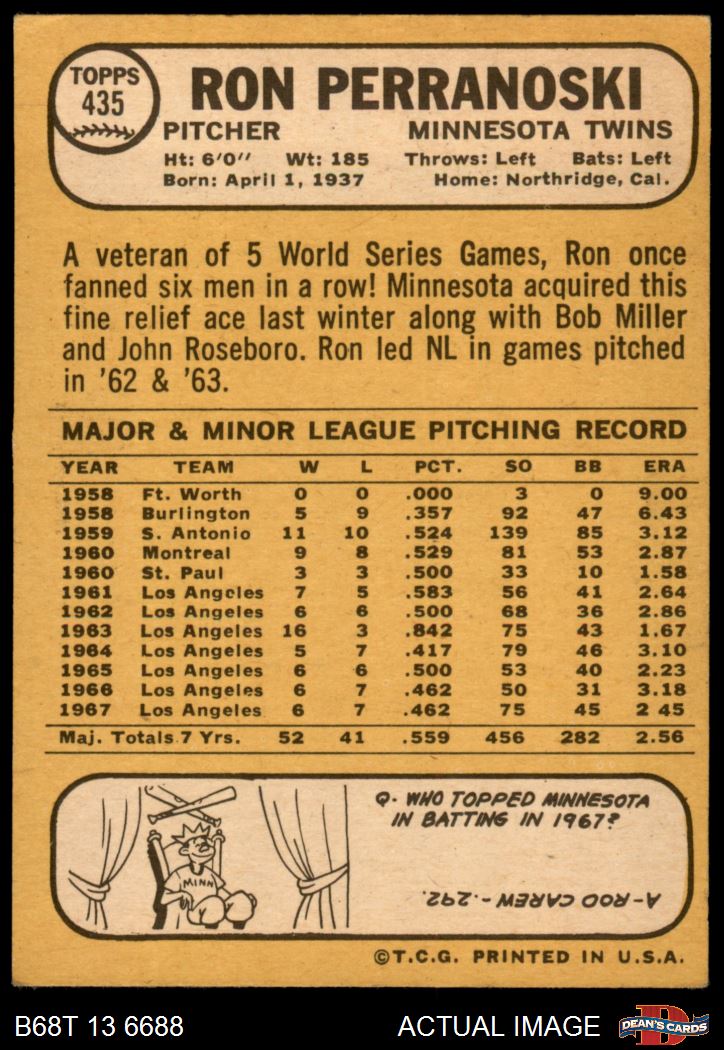 TOPPS
435
RON PERRANOSKI
PITCHER MINNESOTA TWINS
Ht: 6'0" Wt: 185 Throws: Left Bats: Left
Born: April 1, 1937 Home: Northridge, Cal.
A veteran of 5 World Series Games, Ron once
fanned six men in a row! Minnesota acquired this
fine relief ace last winter along with Bob Miller
and John Roseboro. Ron led NL in games pitched
in '62 & '63.
MAJOR & MINOR LEAGUE PITCHING RECORD
YEAR TEAM W L PCT. SO BB ERA
1958 Ft. Worth 0 0 .000 3 0 9.00
1958 Burlington 5 9 .357 92 47 6.43
1959 S. Antonio 11 10 .524 139 85 3.12
1960 Montreal 9 8 .529 81 53 2.87
1960 St. Paul 3 3 .500 33 10 1.58
1961 Los Angeles 7 5 .583 56 41 2.64
1962 Los Angeles 6 6 .500 68 36 2.86
1963 Los Angeles 16 3 .842 75 43 1.67
1964 Los Angeles 5 7 .417 79 46 3.10
1965 Los Angeles 6 6 .500 53 40 2.23
1966 Los Angeles 6 7 .462 50 31 3.18
1967 Los Angeles 6 7 .462 75 45 2 45
Maj. Totals 7 Yrs. 52 41 .559 456 282 2.56
MINN
Q- WHO TOPPED MINNESOTA
IN BATTING IN 1967?
A-ROD CAREW--.292.
©T.C.G. PRINTED IN U.S.A.
B68T 13 6688 ACTUAL IMAGE
D
DEAN'S CARDS